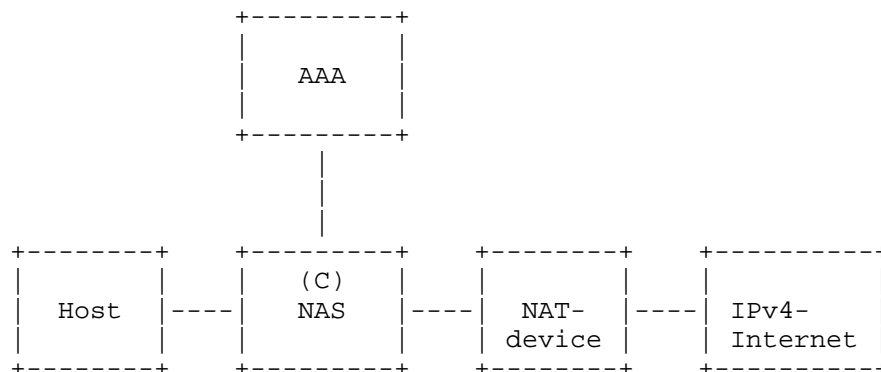 AAA
(C)
Host NAS NAT- IPv4-
device Internet